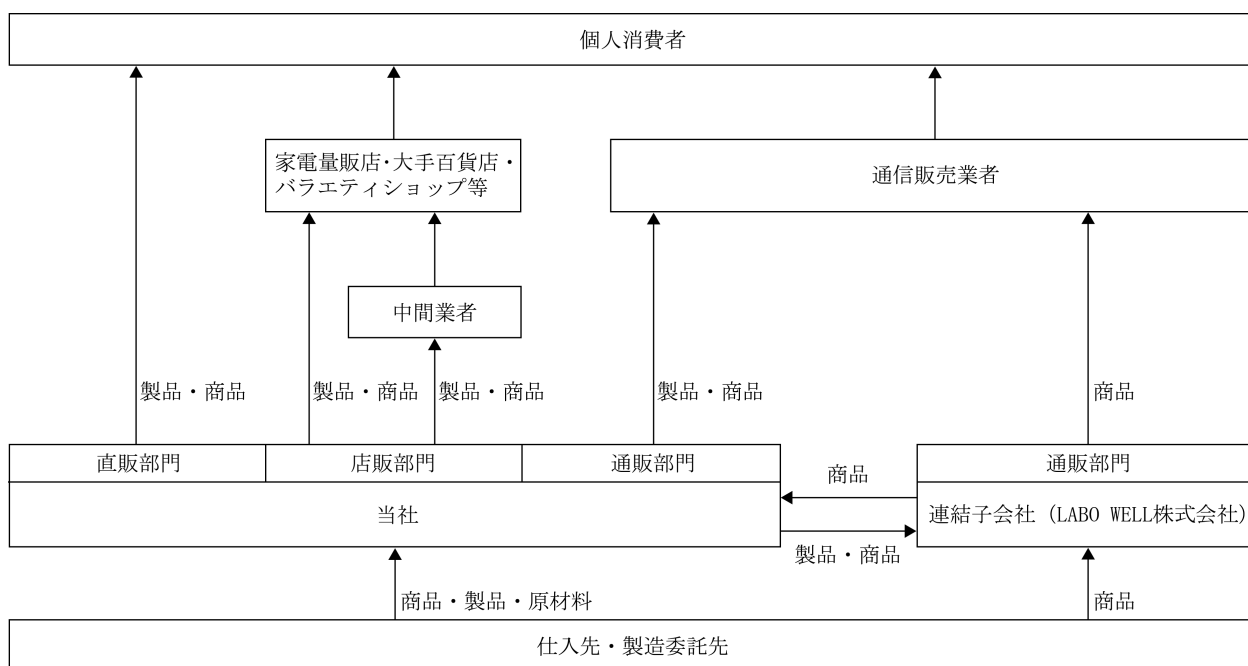 個人消費者
家電量販店・大手百貨店・
バラエティショップ等
通信販売業者
中間業者
製品・商品
製品・商品
製品・商品
製品・商品
商品
直販部門
店販部門
通販部門
通販部門
商品
当社
連結子会社 (LABO WELL株式会社)
製品・商品
商品・製品・原材料
商品
仕入先・製造委託先